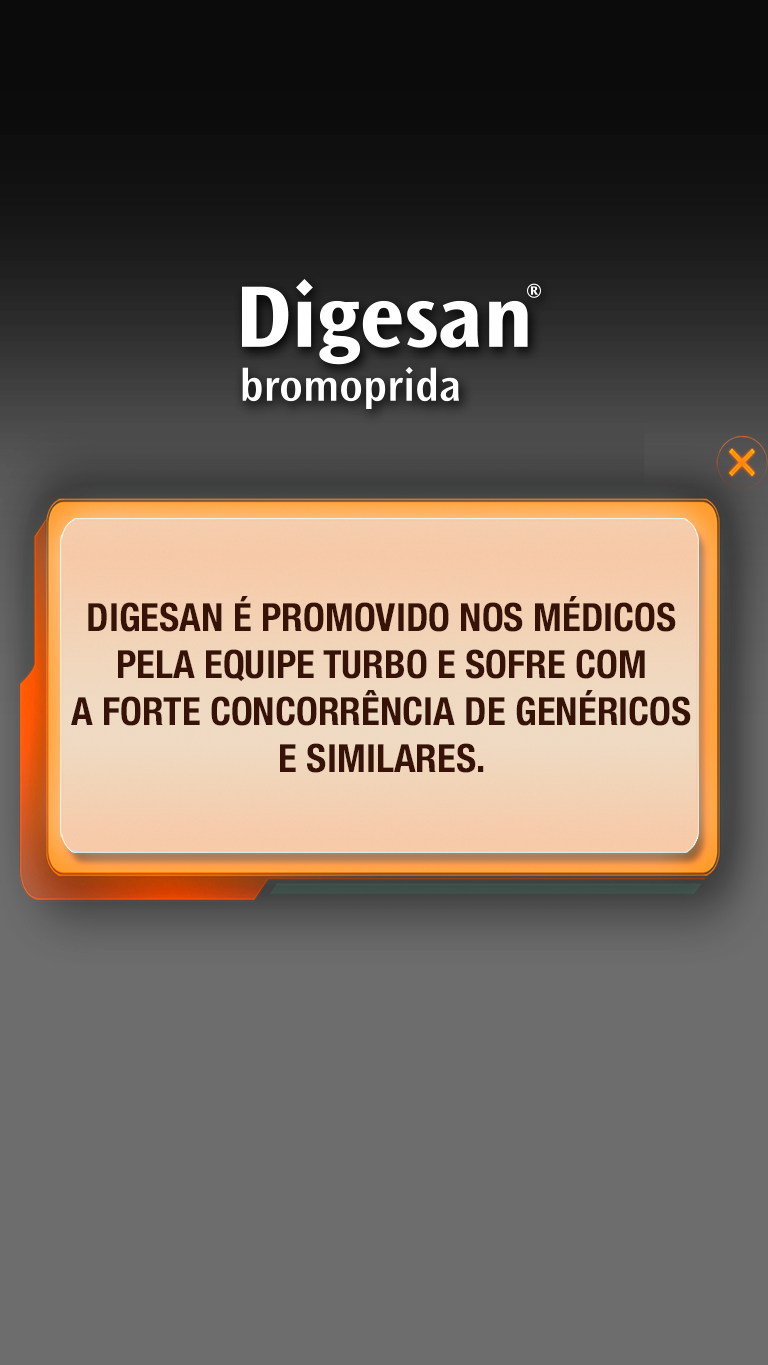 Digesan®
bromoprida
DIGESAN É PROMOVIDO NOS MÉDICOS
PELA EQUIPE TURBO E SOFRE COM
A FORTE CONCORRÊNCIA DE GENÉRICOS
E SIMILARES.